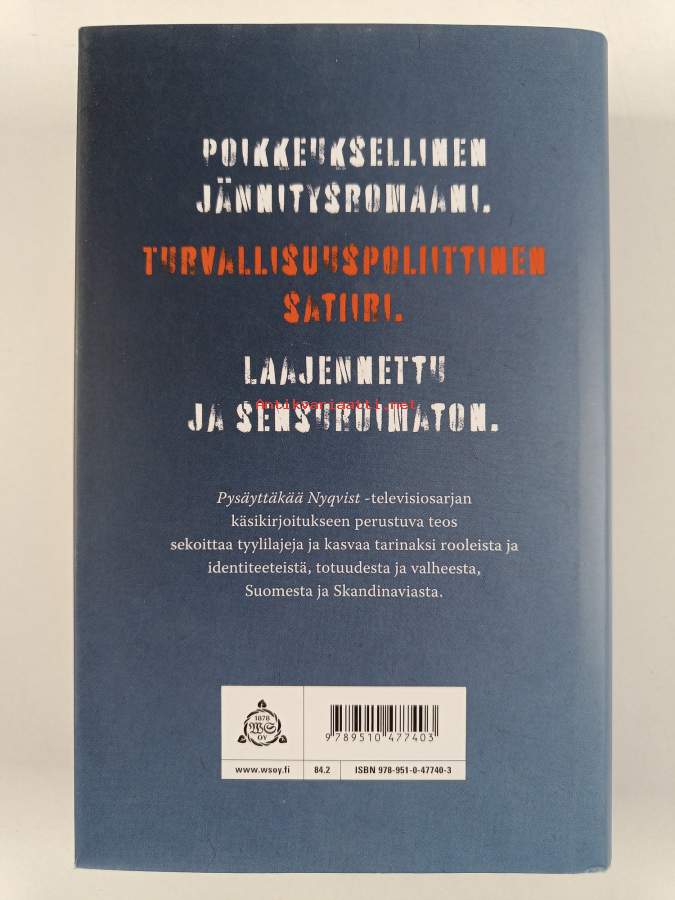 POIKKEUKSELLINEN
JÄNNITYSROMAANI.
TURVALLISUUSPOLIITTINEN
SATIIRI.
LAAJENNETTU
Antikvariaatti.net
JA SENSUROIMATON.
Pysäyttäkää Nyqvist -televisiosarjan
käsikirjoitukseen perustuva teos
sekoittaa tyylilajeja ja kasvaa tarinaksi rooleista ja
identiteeteistä, totuudesta ja valheesta,
Suomesta ja Skandinaviasta.
1878
WS
OY
9 789510 477403
www.wsoy.fi 84.2 ISBN 978-951-0-47740-3